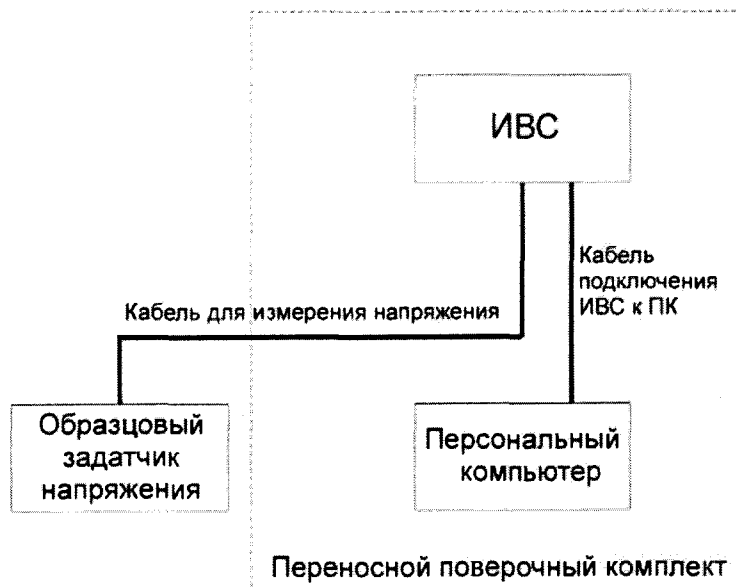 ИВС
Кабель
подключения
ИВС к ПК
Кабель для измерения напряжения
Образцовый
задатчик
напряжения
Персональный
компьютер
Переносной поверочный комплект